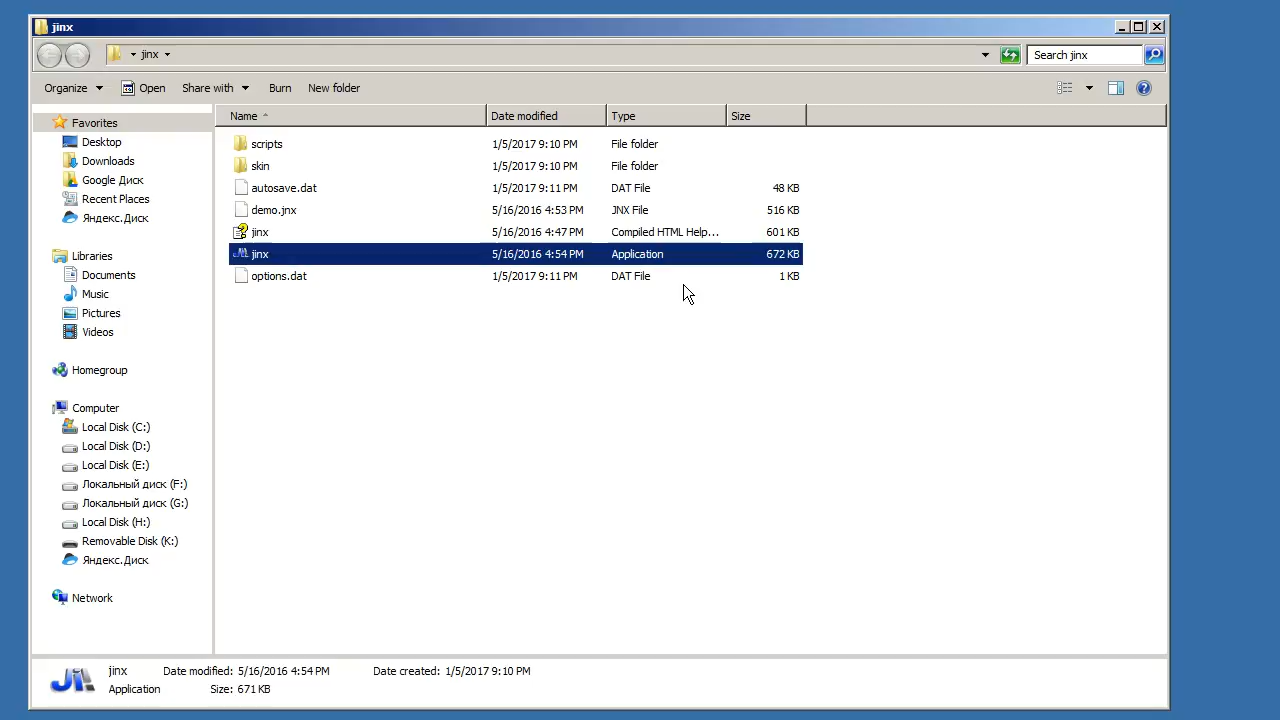 jinx
jinx
Search jinx
Organize Open Share with Burn New folder
Name Date modified Type Size
Favorites
Desktop
Downloads
Google Диск
Recent Places
Яндекс.Диск
Libraries
Documents
Music
Pictures
Videos
Homegroup
Computer
Local Disk (C:)
Local Disk (D:)
Local Disk (E:)
Локальный диск (F:)
Локальный диск (G:)
Local Disk (H:)
Removable Disk (K:)
Яндекс.Диск
Network
scripts 1/5/2017 9:10 PM File folder
skin 1/5/2017 9:10 PM File folder
autosave.dat 1/5/2017 9:11 PM DAT File 48 KB
demo.jnx 5/16/2016 4:53 PM JNX File 516 KB
jinx 5/16/2016 4:47 PM Compiled HTML Help... 601 KB
jinx 5/16/2016 4:54 PM Application 672 KB
options.dat 1/5/2017 9:11 PM DAT File 1 KB
jinx Date modified: 5/16/2016 4:54 PM Date created: 1/5/2017 9:10 PM
Application Size: 671 KB